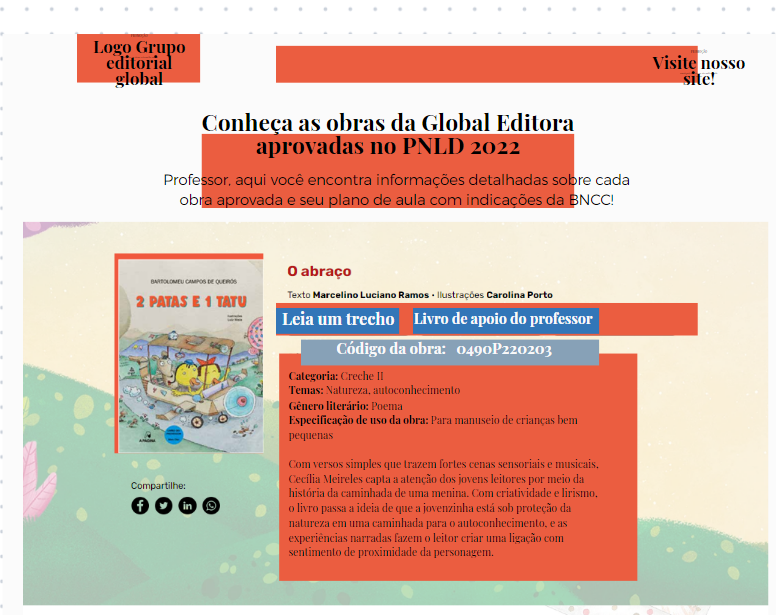 Logo Grupo
editorial
global
Visite nosso
site!
Conheça as obras da Global Editora
aprovadas no PNLD 2022
Professor, aqui você encontra informações detalhadas sobre cada
obra aprovada e seu plano de aula com indicações da BNCC!
BARTOLOMEU CAMPOS DE QUEIRÓS
2 PATAS E 1 TATU
O abraço
Texto Marcelino Luciano Ramos • Ilustrações Carolina Porto
Leia um trecho
Livro de apoio do professor
Código da obra: 0490P220203
Categoria: Creche II
Temas: Natureza, autoconhecimento
Gênero literário: Poema
Especificação de uso da obra: Para manuseio de crianças bem
pequenas
Com versos simples que trazem fortes cenas sensoriais e musicais,
Cecília Meireles capta a atenção dos jovens leitores por meio da
história da caminhada de uma menina. Com criatividade e lirismo,
o livro passa a ideia de que a jovenzinha está sob proteção da
natureza em uma caminhada para o autoconhecimento, e as
experiências narradas fazem o leitor criar uma ligação com
sentimento de proximidade da personagem.
Compartilhe: